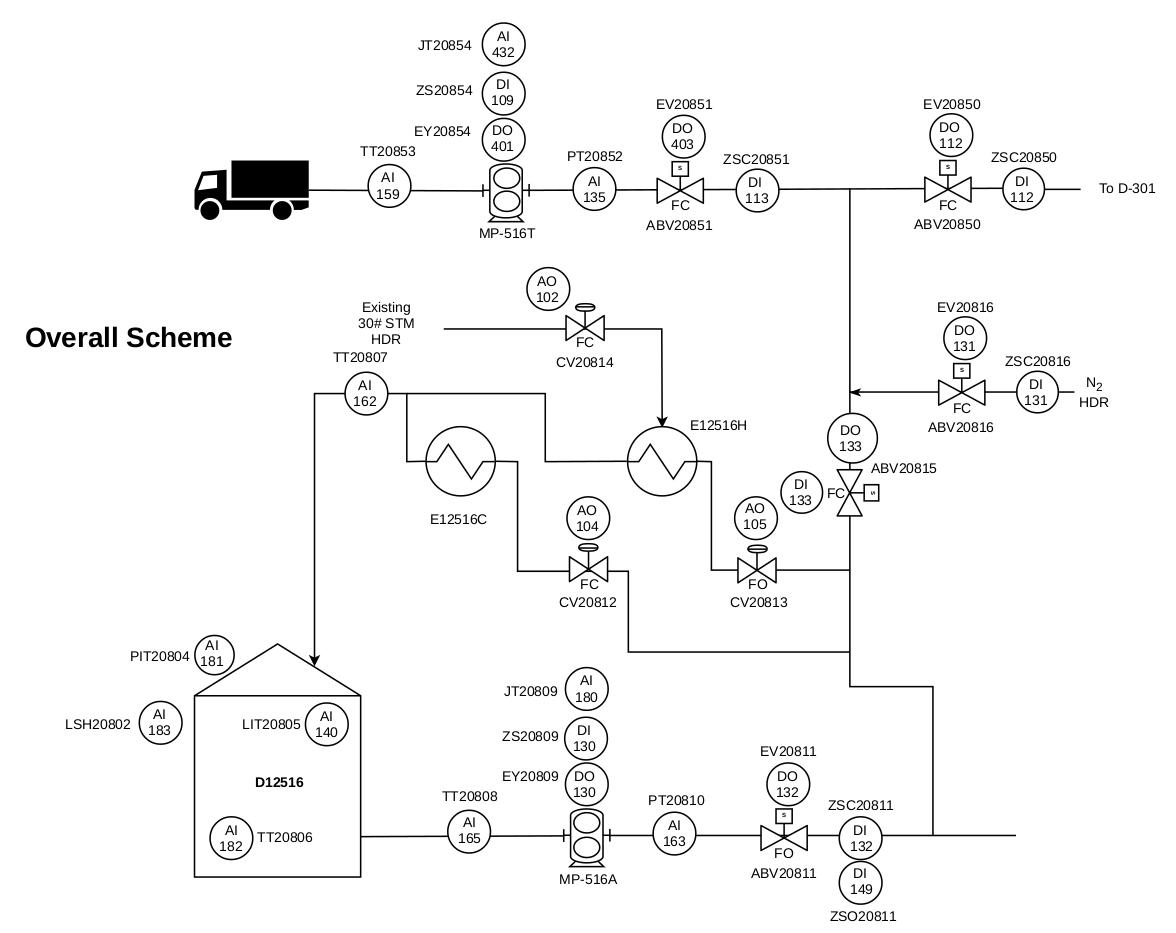 JT20854
AI
432
ZS20854
DI
109
EY20854
DO
401
TT20853
AI
159
MP-516T
PT20852
AI
135
EV20851
DO
403
S
FC
ABV20851
ZSC20851
DI
113
EV20850
DO
112
S
FC
ABV20850
ZSC20850
DI
112
To D-301
Overall Scheme
Existing
30# STM
HDR
AO
102
FC
CV20814
TT20807
AI
162
E12516C
E12516H
EV20816
DO
131
S
FC
ABV20816
ZSC20816
DI
131
N2
HDR
DO
133
ABV20815
DI
133
FC
S
AO
104
FC
CV20812
AO
105
FO
CV20813
PIT20804
AI
181
LSH20802
AI
183
LIT20805
AI
140
D12516
AI
182
TT20806
TT20808
AI
165
JT20809
AI
180
ZS20809
DI
130
EY20809
DO
130
MP-516A
PT20810
AI
163
EV20811
DO
132
S
FO
ABV20811
ZSC20811
DI
132
DI
149
ZSO20811